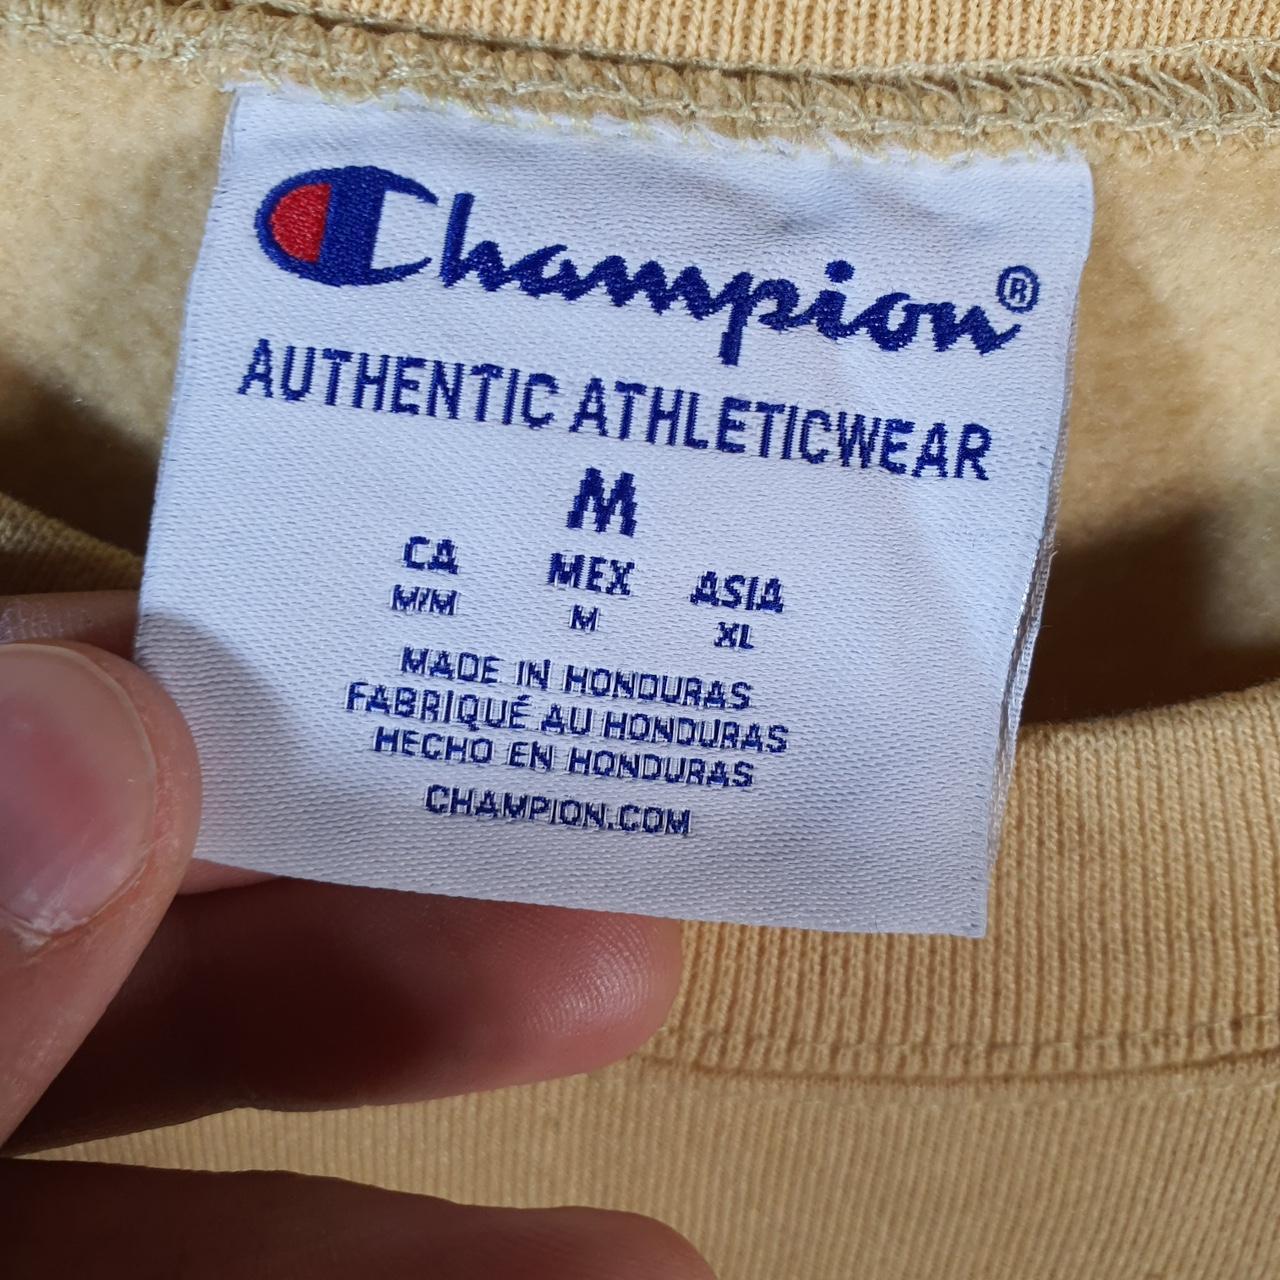 Champion®
AUTHENTIC ATHLETICWEAR
M
CA MEX ASIA
M/M M XL
MADE IN HONDURAS
FABRIQUÉ AU HONDURAS
HECHO EN HONDURAS
CHAMPION.COM